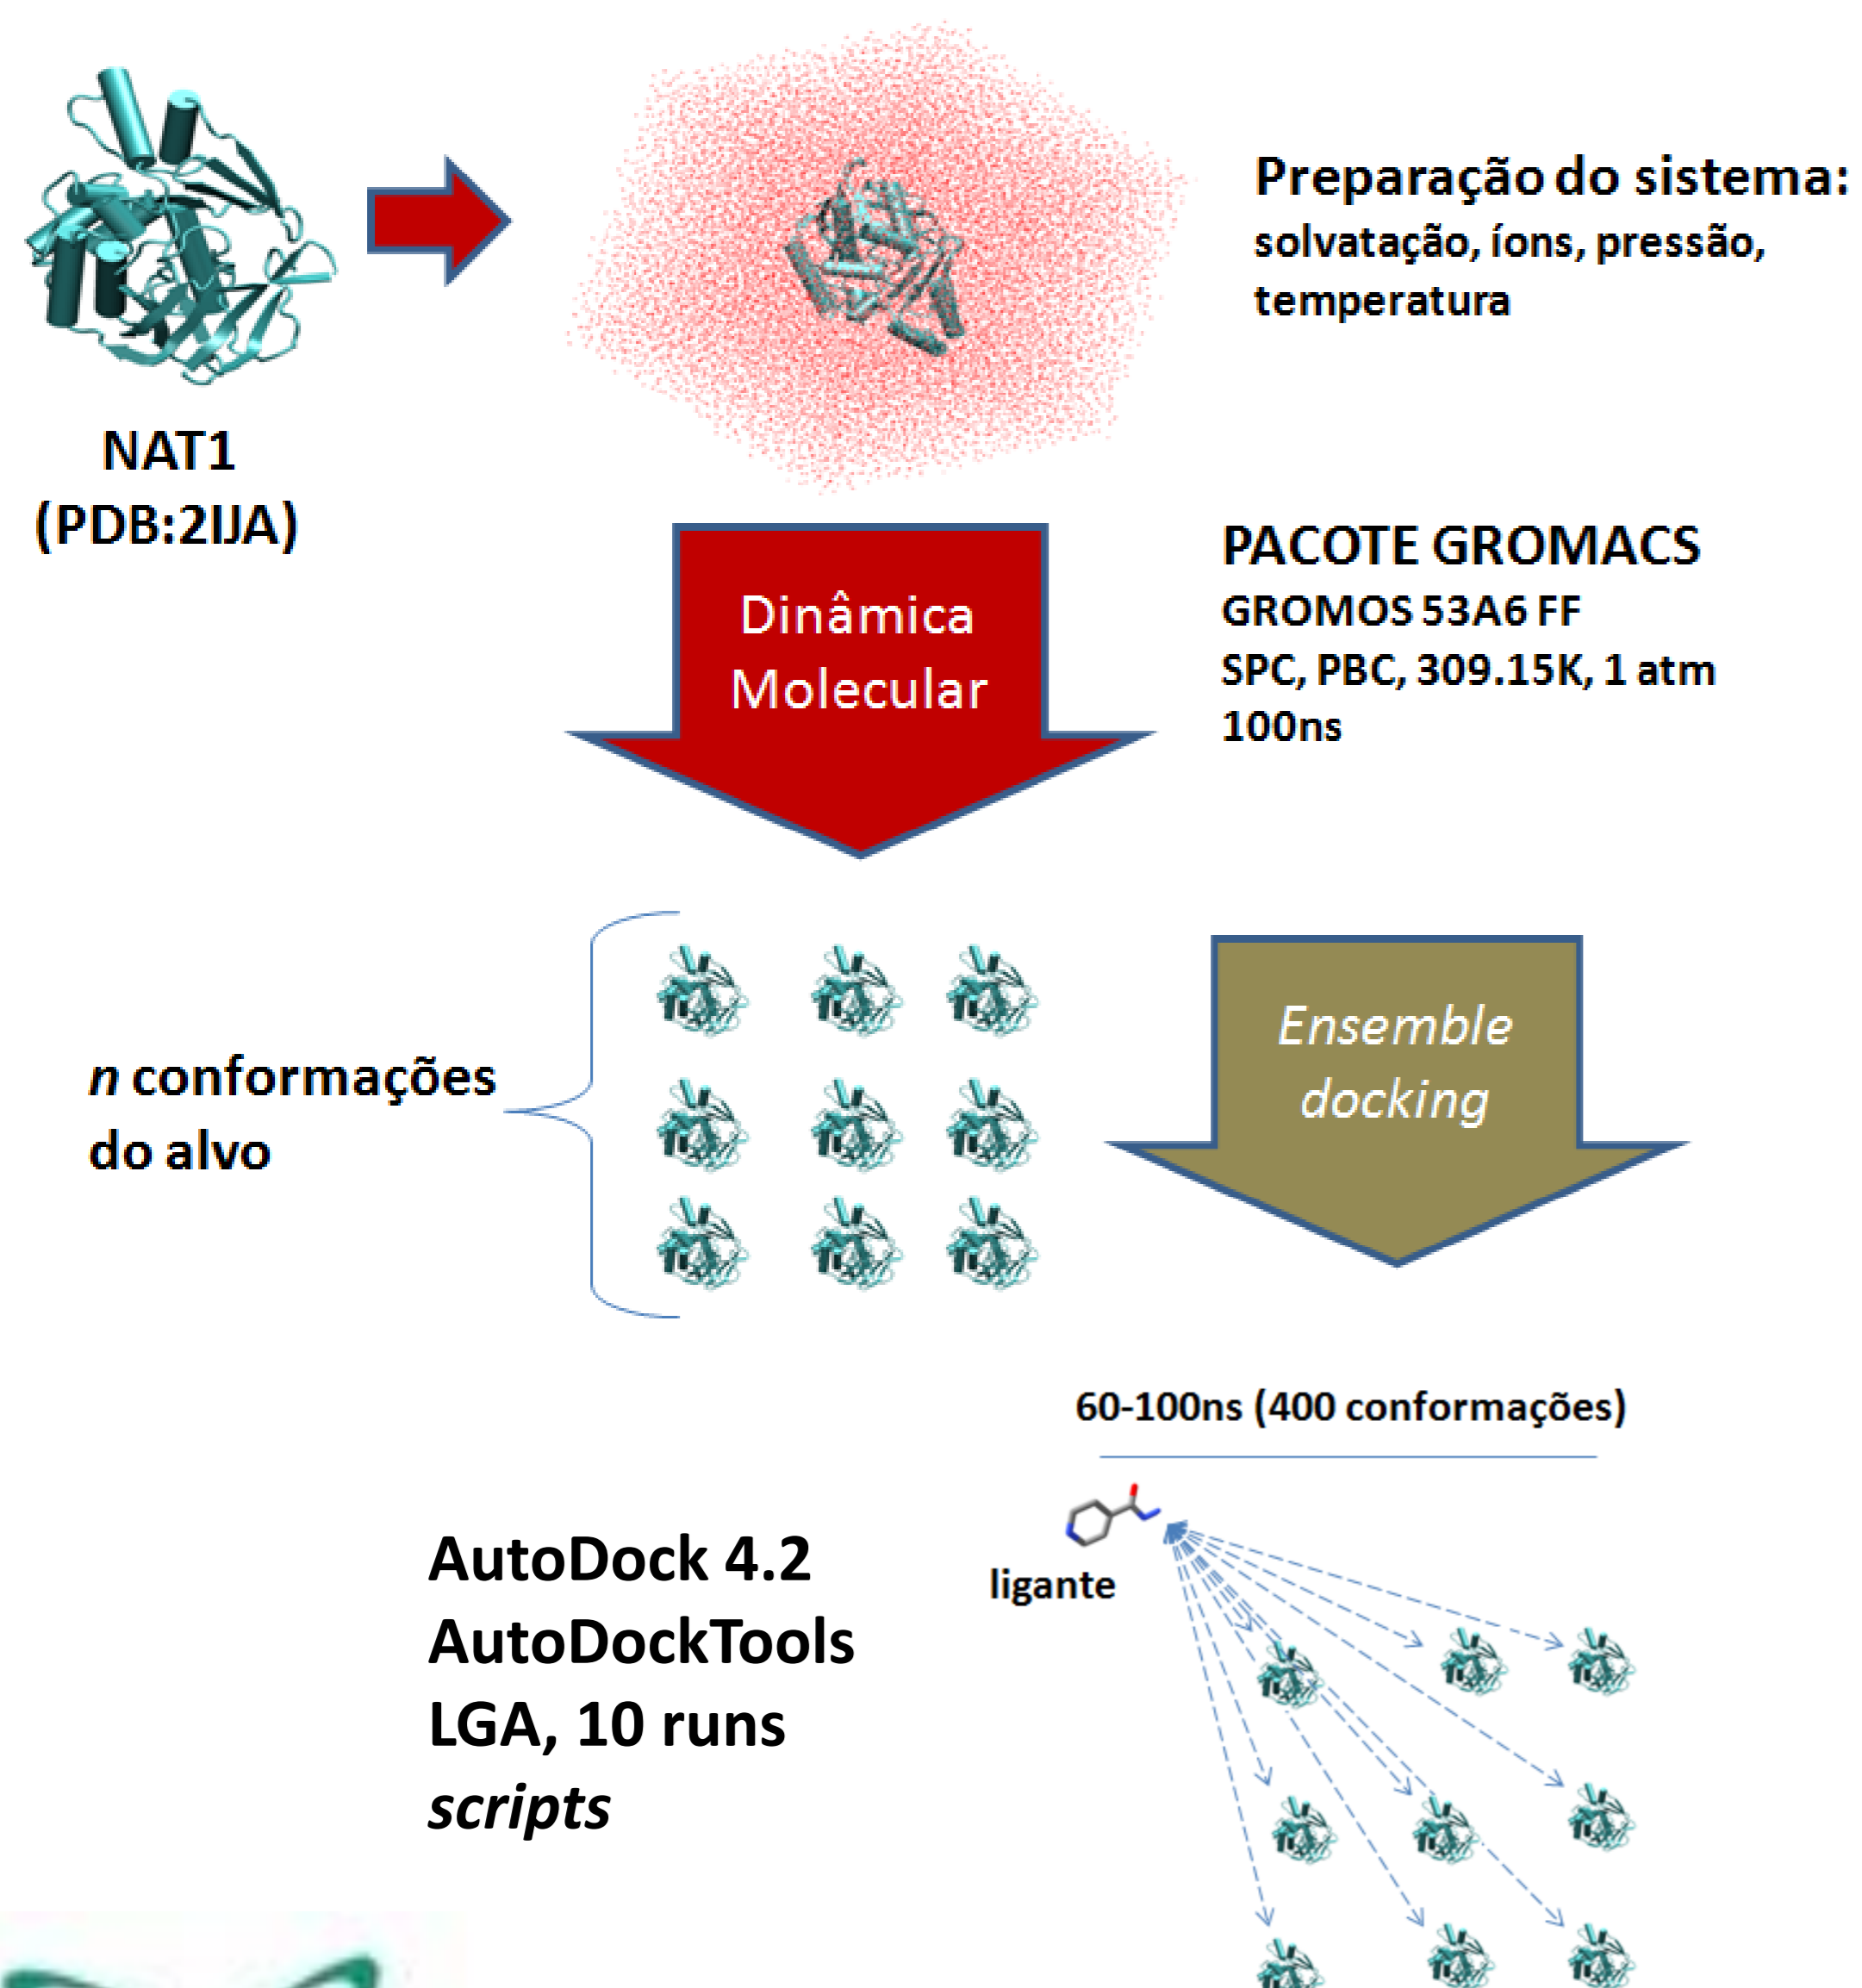 NAT1
(PDB:2IJA)
Preparação do sistema:
solvatação, íons, pressão,
temperatura
Dinâmica
Molecular
PACOTE GROMACS
GROMOS 53A6 FF
SPC, PBC, 309.15K, 1 atm
100ns
n conformações
do alvo
Ensemble
docking
60-100ns (400 conformações)
ligante
AutoDock 4.2
AutoDockTools
LGA, 10 runs
scripts